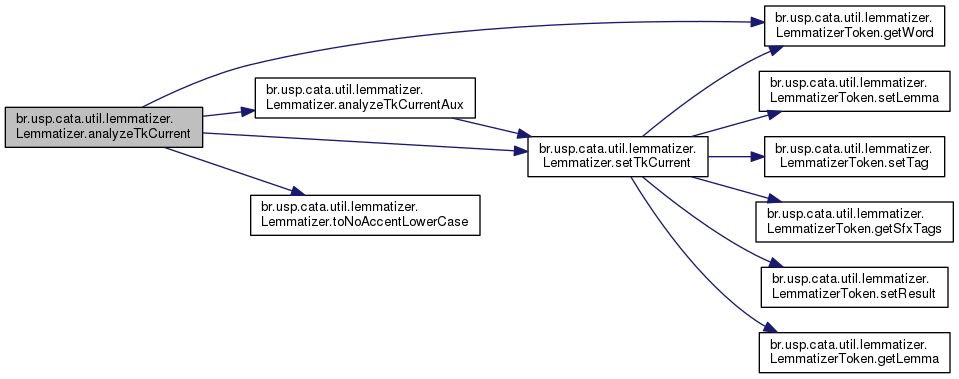 br.usp.cata.util.lemmatizer.
Lemmatizer.analyzeTkCurrent
br.usp.cata.util.lemmatizer.
Lemmatizer.analyzeTkCurrentAux
br.usp.cata.util.lemmatizer.
Lemmatizer.toNoAccentLowerCase
br.usp.cata.util.lemmatizer.
Lemmatizer.setTkCurrent
br.usp.cata.util.lemmatizer.
LemmatizerToken.getWord
br.usp.cata.util.lemmatizer.
LemmatizerToken.setLemma
br.usp.cata.util.lemmatizer.
LemmatizerToken.setTag
br.usp.cata.util.lemmatizer.
LemmatizerToken.getSfxTags
br.usp.cata.util.lemmatizer.
LemmatizerToken.setResult
br.usp.cata.util.lemmatizer.
LemmatizerToken.getLemma